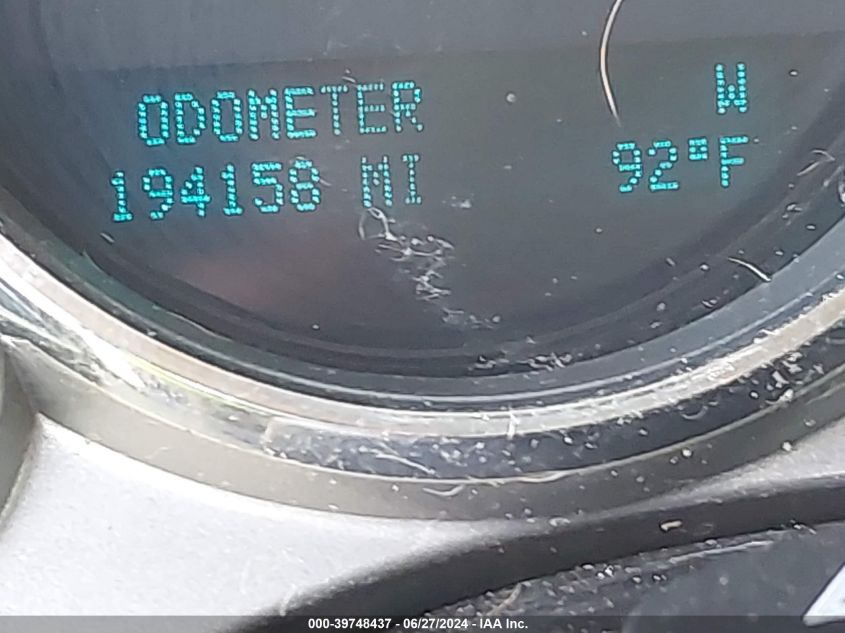 ODOMETER W
194158 MI 92°F
000-39748437 - 06/27/2024 - IAA Inc.